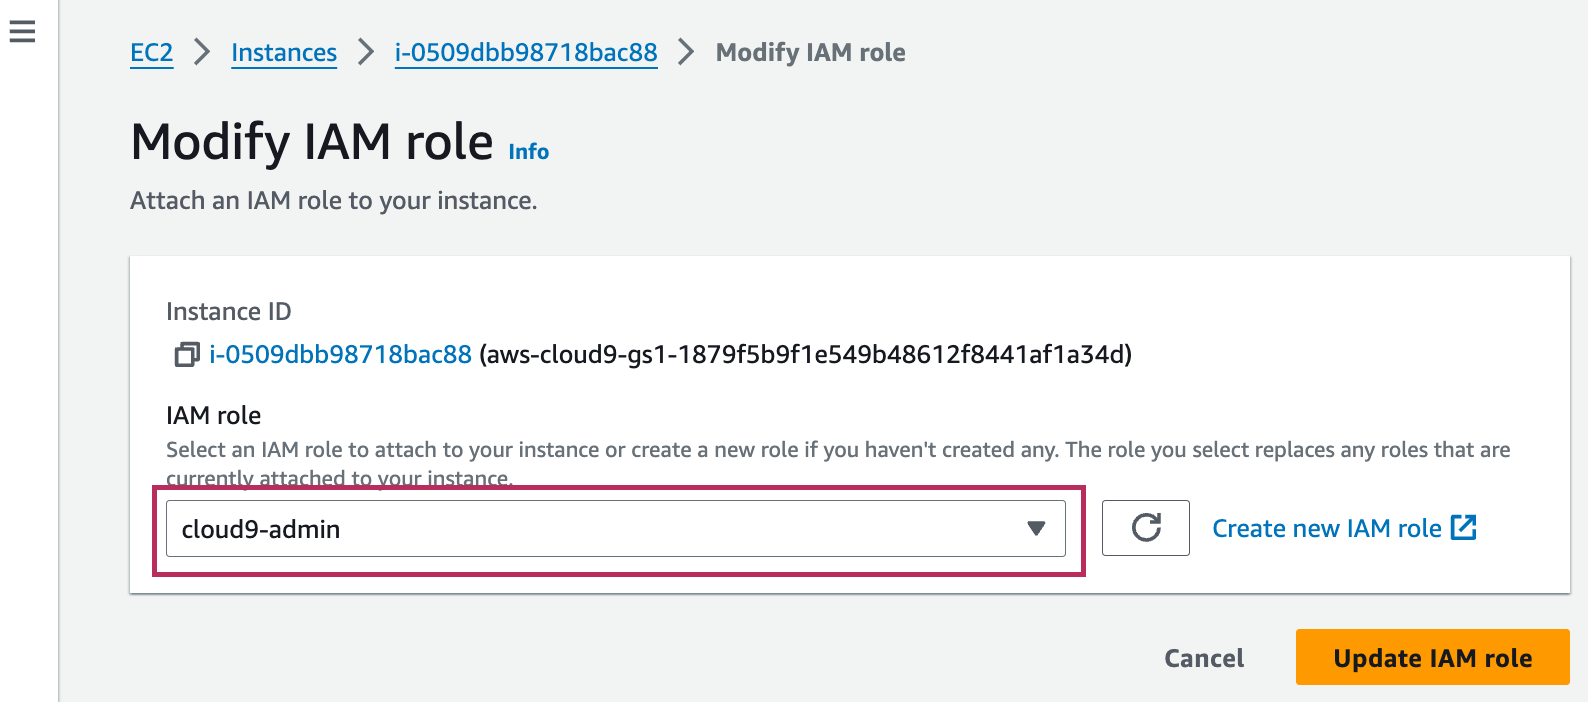 EC2 Instances i-0509dbb98718bac88 Modify IAM role
Modify IAM role Info
Attach an IAM role to your instance.
Instance ID
i-0509dbb98718bac88 (aws-cloud9-gs1-1879f5b9f1e549b48612f8441af1a34d)
IAM role
Select an IAM role to attach to your instance or create a new role if you haven't created any. The role you select replaces any roles that are
currently attached to your instance.
cloud9-admin
Create new IAM role
Cancel Update IAM role